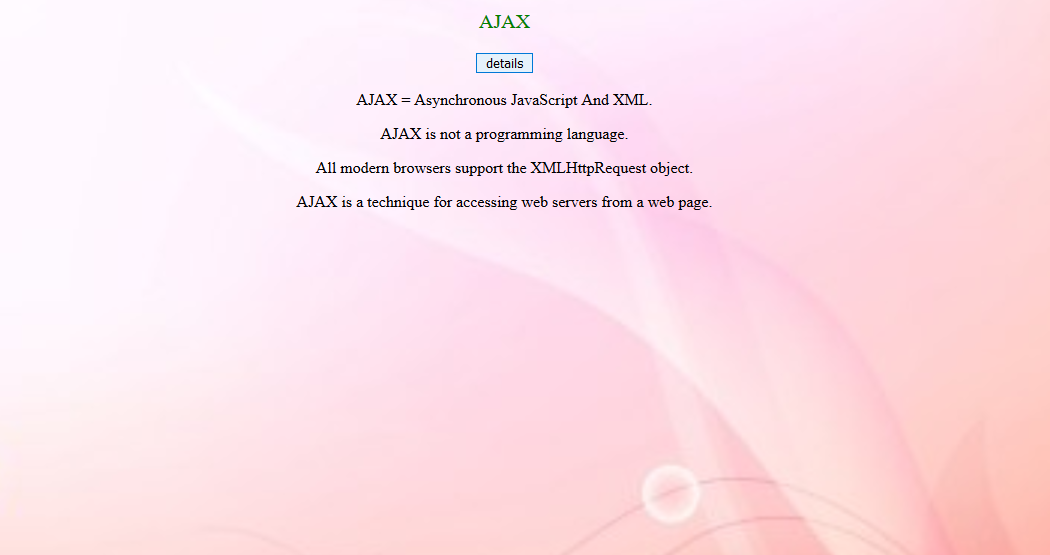 AJAX
details
AJAX = Asynchronous JavaScript And XML.
AJAX is not a programming language.
All modern browsers support the XMLHttpRequest object.
AJAX is a technique for accessing web servers from a web page.